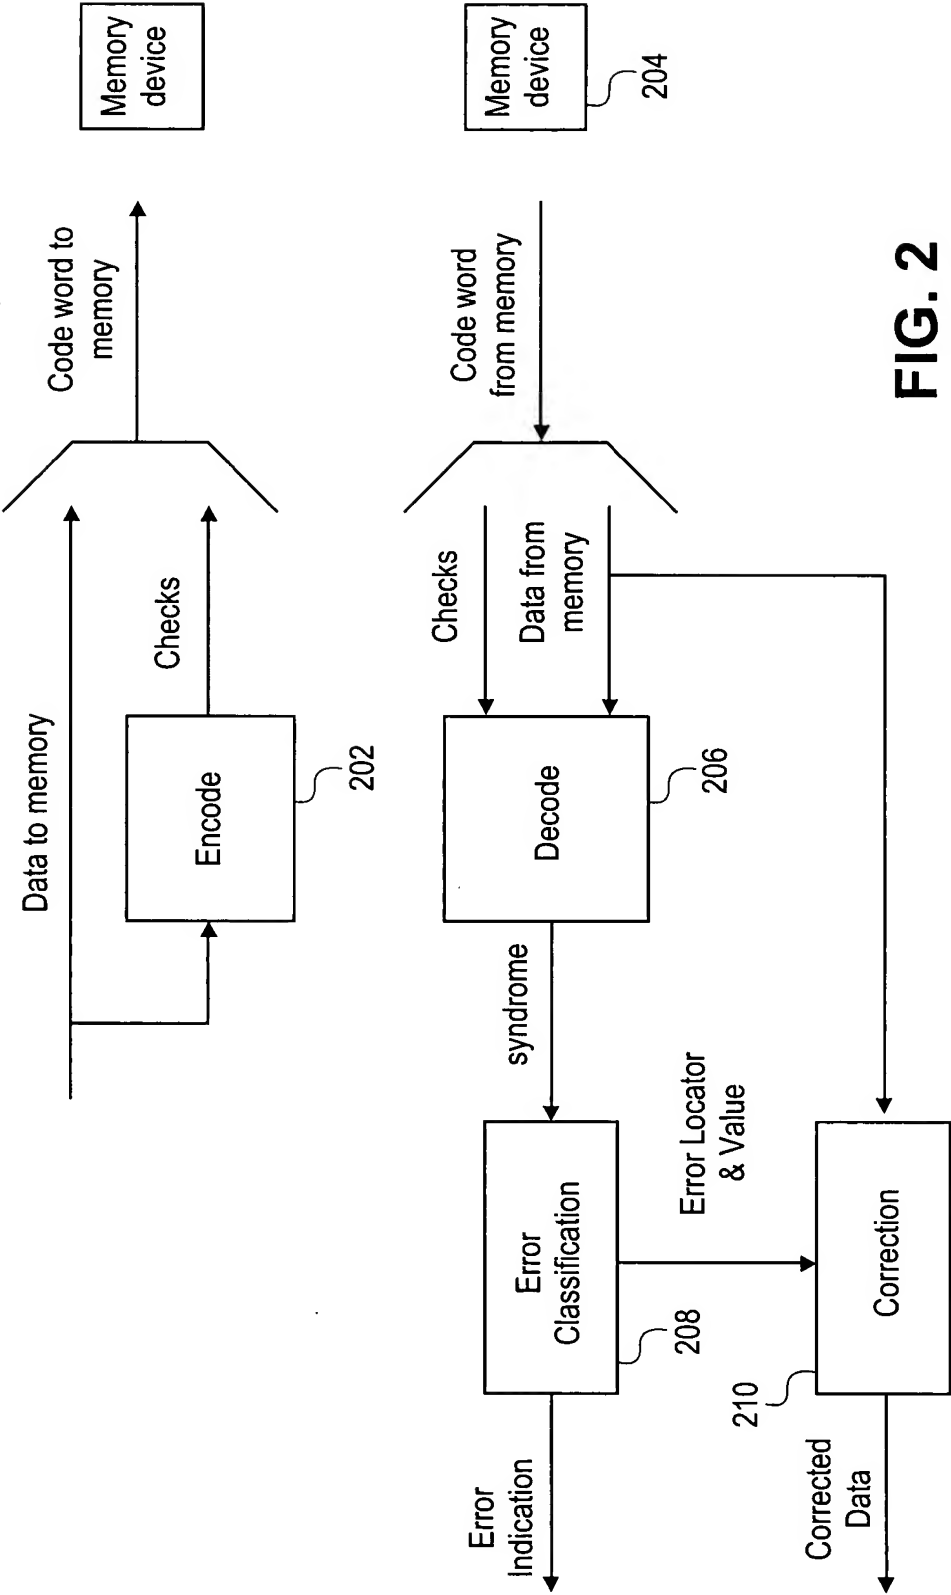 Data to memory
Encode
202
Checks
Code word to
memory
Memory
device
Error
Indication
Error
Classification
208
syndrome
Decode
206
Checks
Data from
memory
Code word
from memory
Memory
device
204
Error Locator
& Value
Corrected
Data
210
Correction
FIG. 2